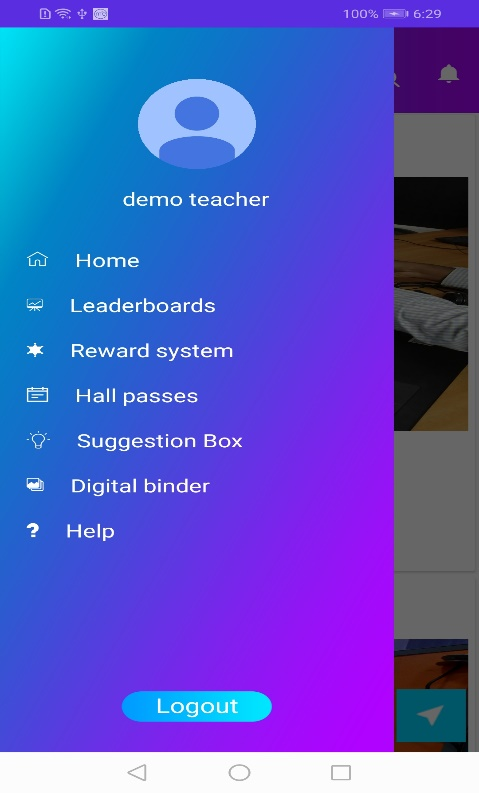 100% 6:29
demo teacher
Home
Leaderboards
Reward system
Hall passes
Suggestion Box
Digital binder
? Help
Logout